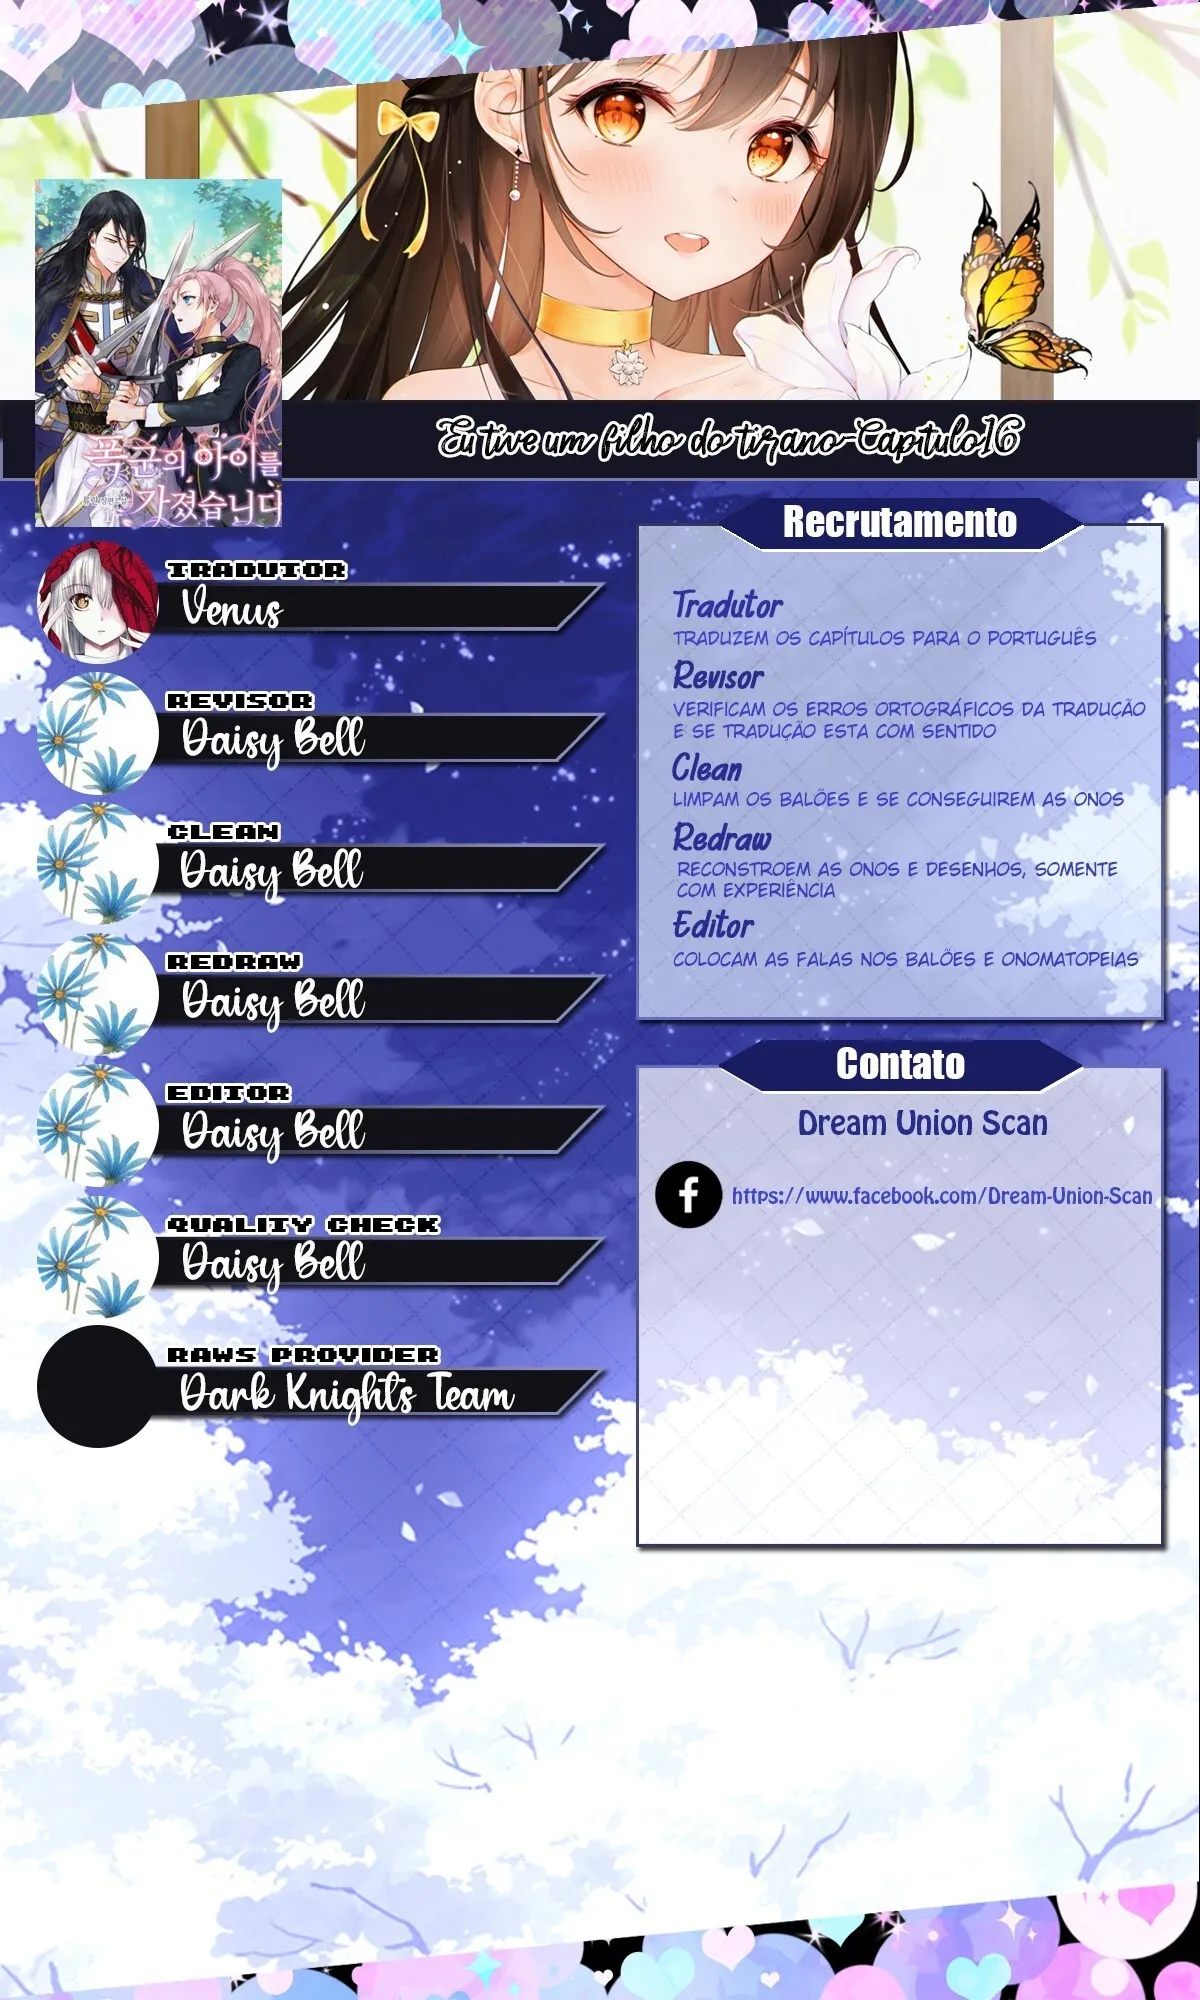 Eu tive um filho do tirano-Capitulo16
폭군의 아이를
가졌습니다
TRADUTOR
Venus
REVISOR
Daisy Bell
CLEAN
Daisy Bell
REDRAW
Daisy Bell
EDITOR
Daisy Bell
QUALITY CHECK
Daisy Bell
RAWS PROVIDER
Dark Knights Team
Recrutamento
Tradutor
TRADUZEM OS CAPÍTULOS PARA O PORTUGUÊS
Revisor
VERIFICAM OS ERROS ORTOGRÁFICOS DA TRADUÇÃO
E SE TRADUÇÃO ESTA COM SENTIDO
Clean
LIMPAM OS BALÕES E SE CONSEGUIREM AS ONOS
Redraw
RECONSTROEM AS ONOS E DESENHOS, SOMENTE
COM EXPERIÊNCIA
Editor
COLOCAM AS FALAS NOS BALÕES E ONOMATOPEIAS
Contato
Dream Union Scan
https://www.facebook.com/Dream-Union-Scan